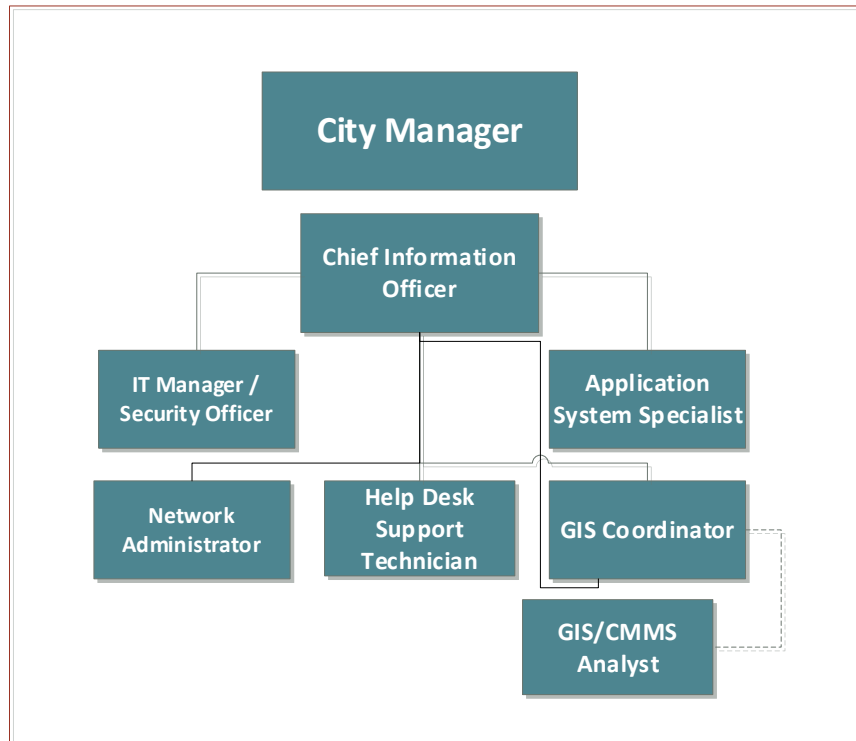 City Manager
Chief Information
Officer
IT Manager /
Security Officer
Application
System Specialist
Network
Administrator
Help Desk
Support
Technician
GIS Coordinator
GIS/CMMS
Analyst